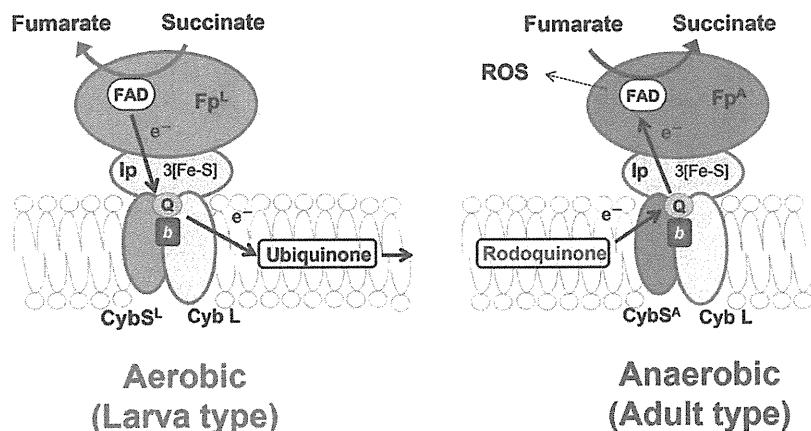 Fumarate Succinate
FAD
Fp^L
e⁻
Ip 3[Fe-S]
Q
e⁻
b
Ubiquinone
CybS^L Cyb L
Aerobic
(Larva type)
Fumarate Succinate
ROS
FAD
Fp^A
e⁻
Ip 3[Fe-S]
e⁻
Q
b
Rodoquinone
CybS^A Cyb L
Anaerobic
(Adult type)